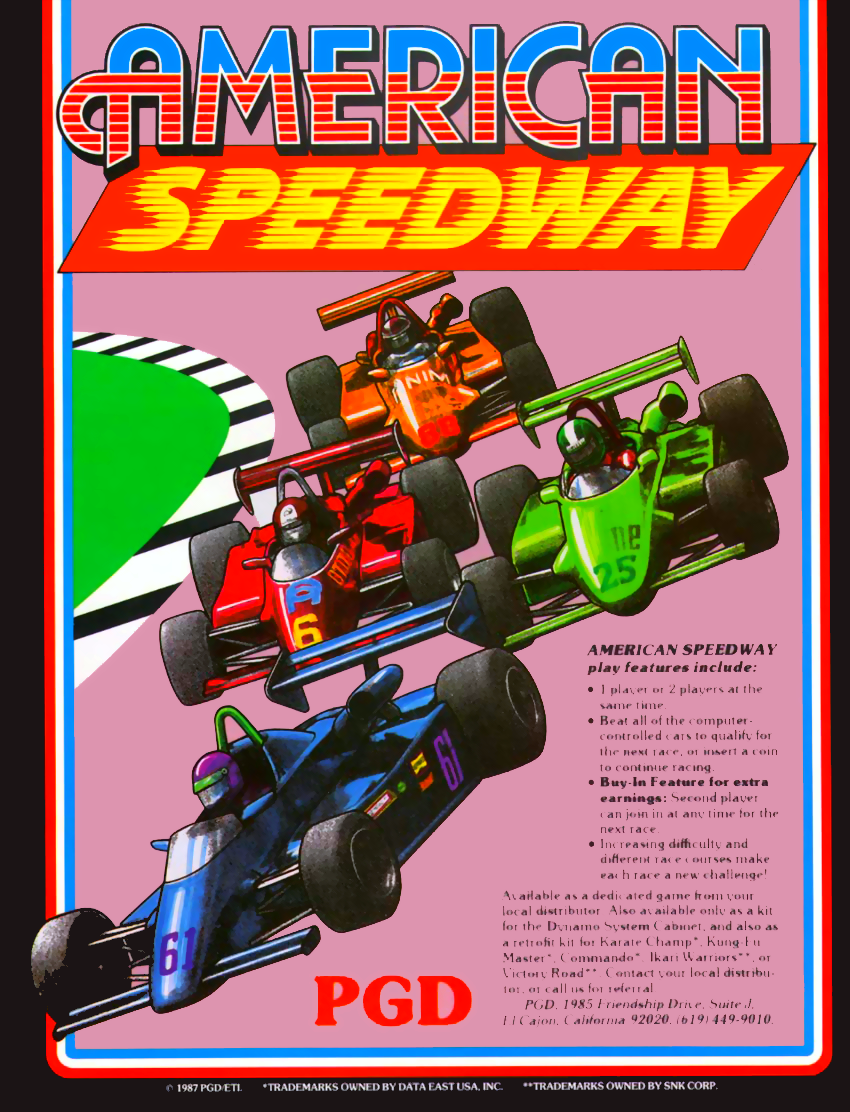 AMERICAN
SPEEDWAY
NIM
88
ne
25
6
61
61
AMERICAN SPEEDWAY
play features include:
• 1 player or 2 players at the
same time.
• Beat all of the computer-
controlled cars to qualify for
the next race, or insert a coin
to continue racing.
• Buy-In Feature for extra
earnings: Second player
can join in at any time for the
next race.
• Increasing difficulty and
different race courses make
each race a new challenge!
Available as a dedicated game from your
local distributor. Also available only as a kit
for the Dynamo System Cabinet, and also as
a retrofit kit for Karate Champ*, Kung-Fu
Master*, Commando*, Ikari Warriors**, or
Victory Road**. Contact your local distribu-
tor, or call us for referral.
PGD, 1985 Friendship Drive, Suite J,
El Cajon, California 92020. (619) 449-9010.
PGD
© 1987 PGD/ETI. *TRADEMARKS OWNED BY DATA EAST USA, INC. **TRADEMARKS OWNED BY SNK CORP.